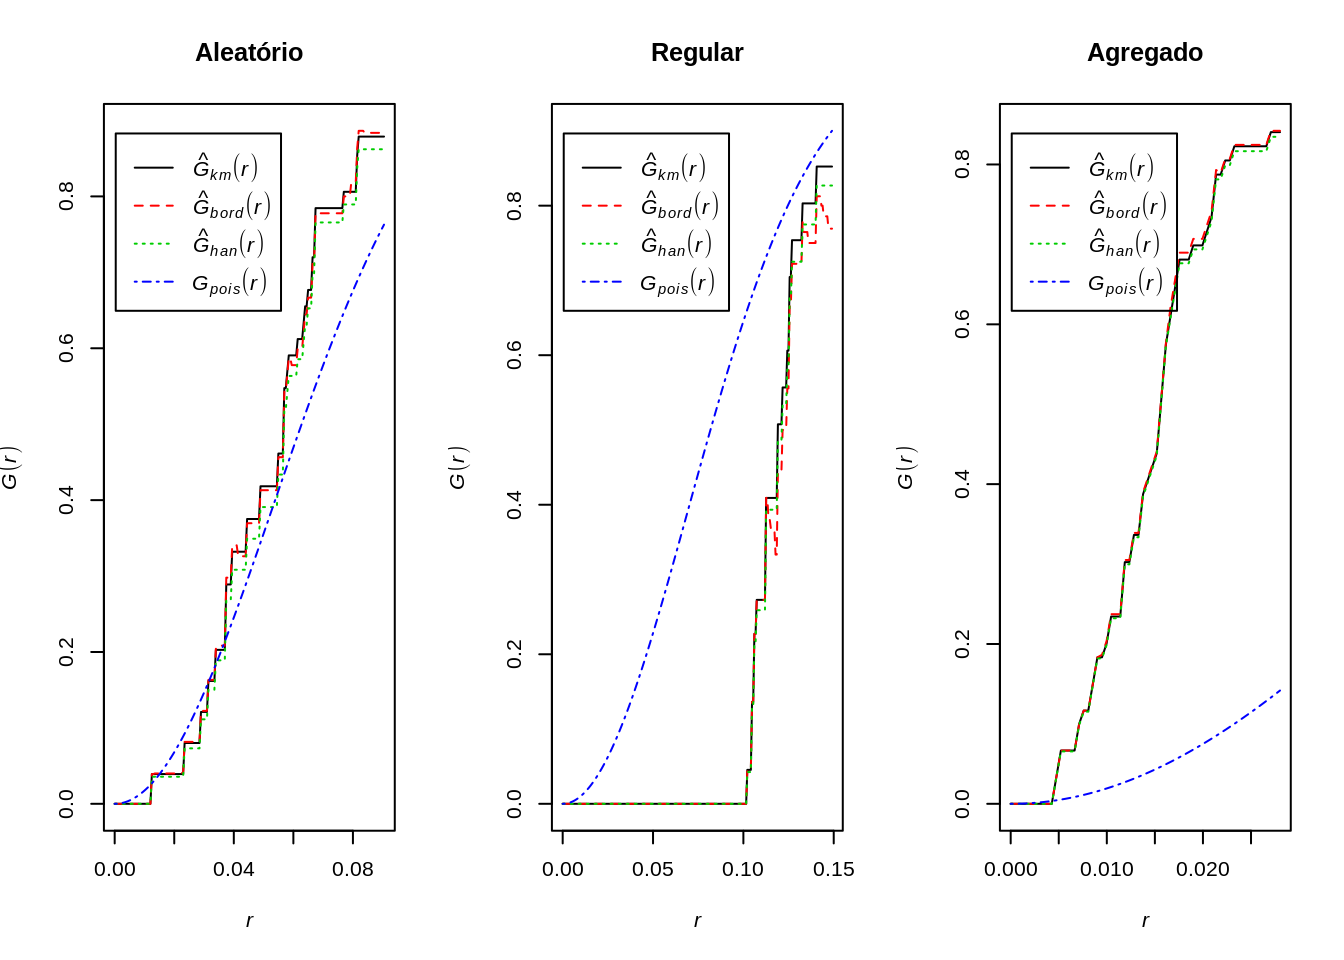 Aleatório
Ĝkm(r)
Ĝbord(r)
Ĝhan(r)
Gpois(r)
G(r)
0.0
0.2
0.4
0.6
0.8
0.00
0.04
0.08
r
Regular
Ĝkm(r)
Ĝbord(r)
Ĝhan(r)
Gpois(r)
G(r)
0.0
0.2
0.4
0.6
0.8
0.00
0.05
0.10
0.15
r
Agregado
Ĝkm(r)
Ĝbord(r)
Ĝhan(r)
Gpois(r)
G(r)
0.0
0.2
0.4
0.6
0.8
0.000
0.010
0.020
r